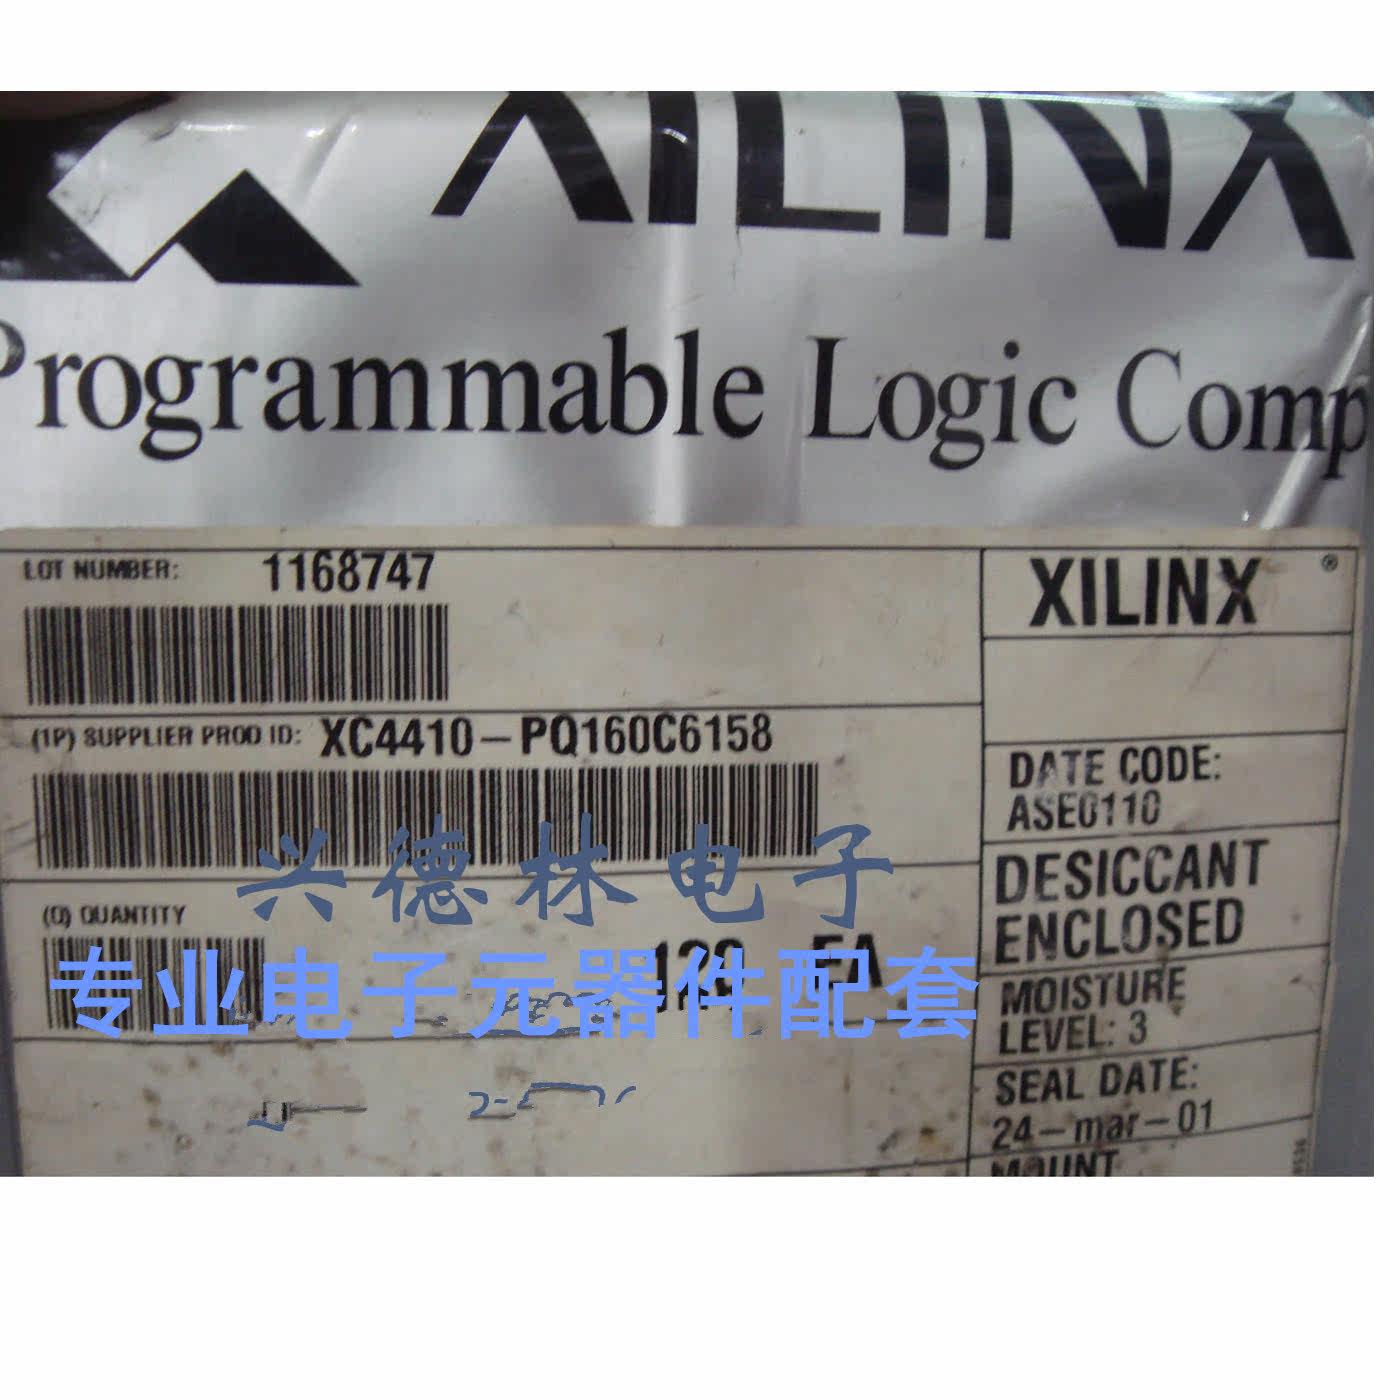 XILINX
Programmable Logic Comp
LOT NUMBER: 1168747
XILINX ®
(1P) SUPPLIER PROD ID: XC4410-PQ160C6158
DATE CODE:
ASE0110
兴德林电子
DESICCANT
ENCLOSED
(Q) QUANTITY
EA
专业电子元器件配套
MOISTURE
LEVEL: 3
SEAL DATE:
24-mar-01
MOUNT